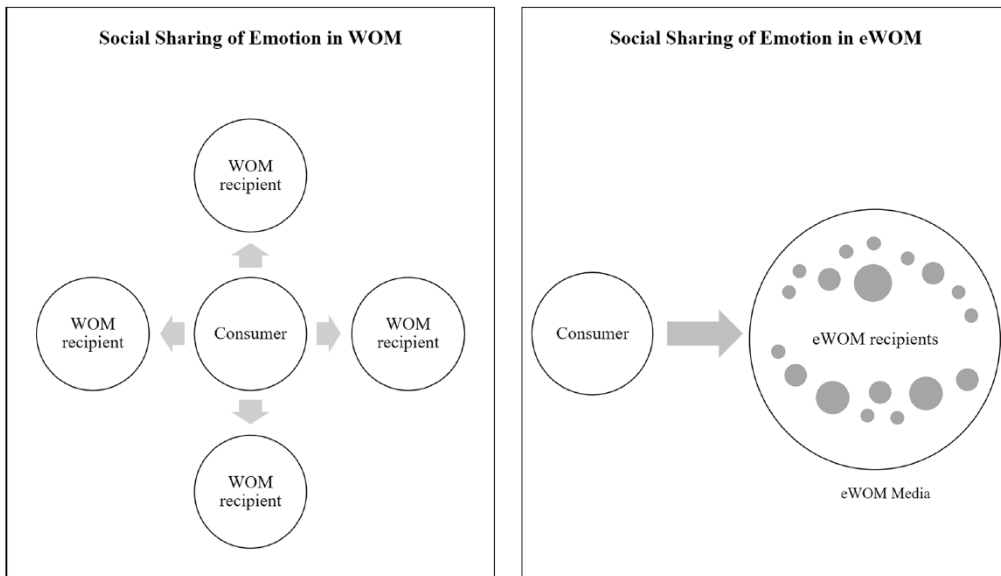 Social Sharing of Emotion in WOM
WOM
recipient
WOM
recipient
Consumer
WOM
recipient
WOM
recipient
Social Sharing of Emotion in eWOM
Consumer
eWOM recipients
eWOM Media